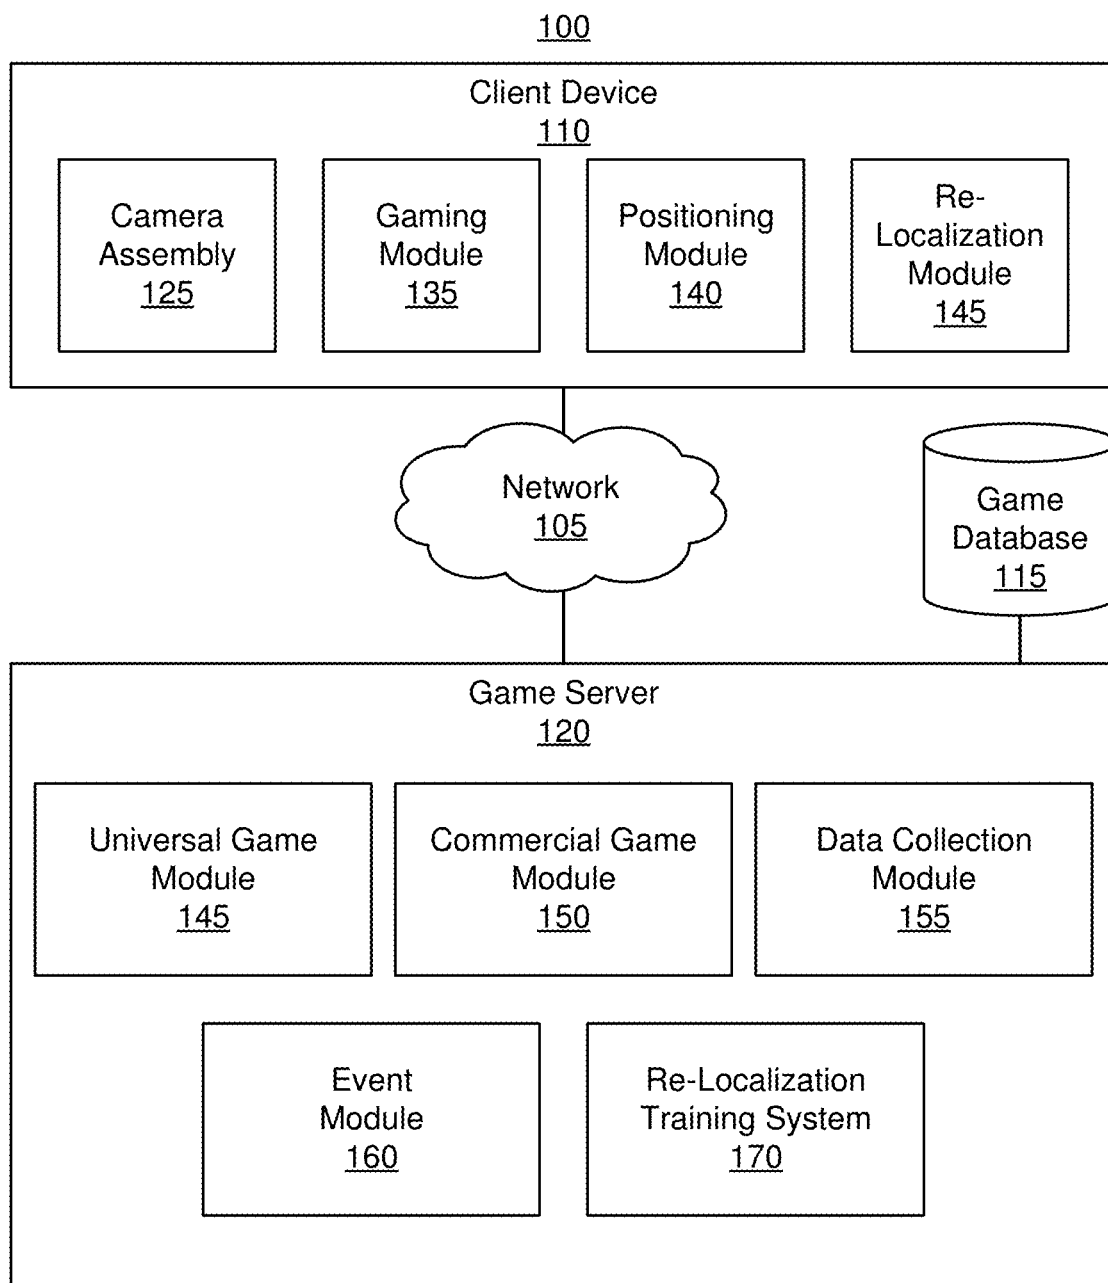 100
Client Device
110
Camera
Assembly
125
Gaming
Module
135
Positioning
Module
140
Re-
Localization
Module
145
Network
105
Game
Database
115
Game Server
120
Universal Game
Module
145
Commercial Game
Module
150
Data Collection
Module
155
Event
Module
160
Re-Localization
Training System
170